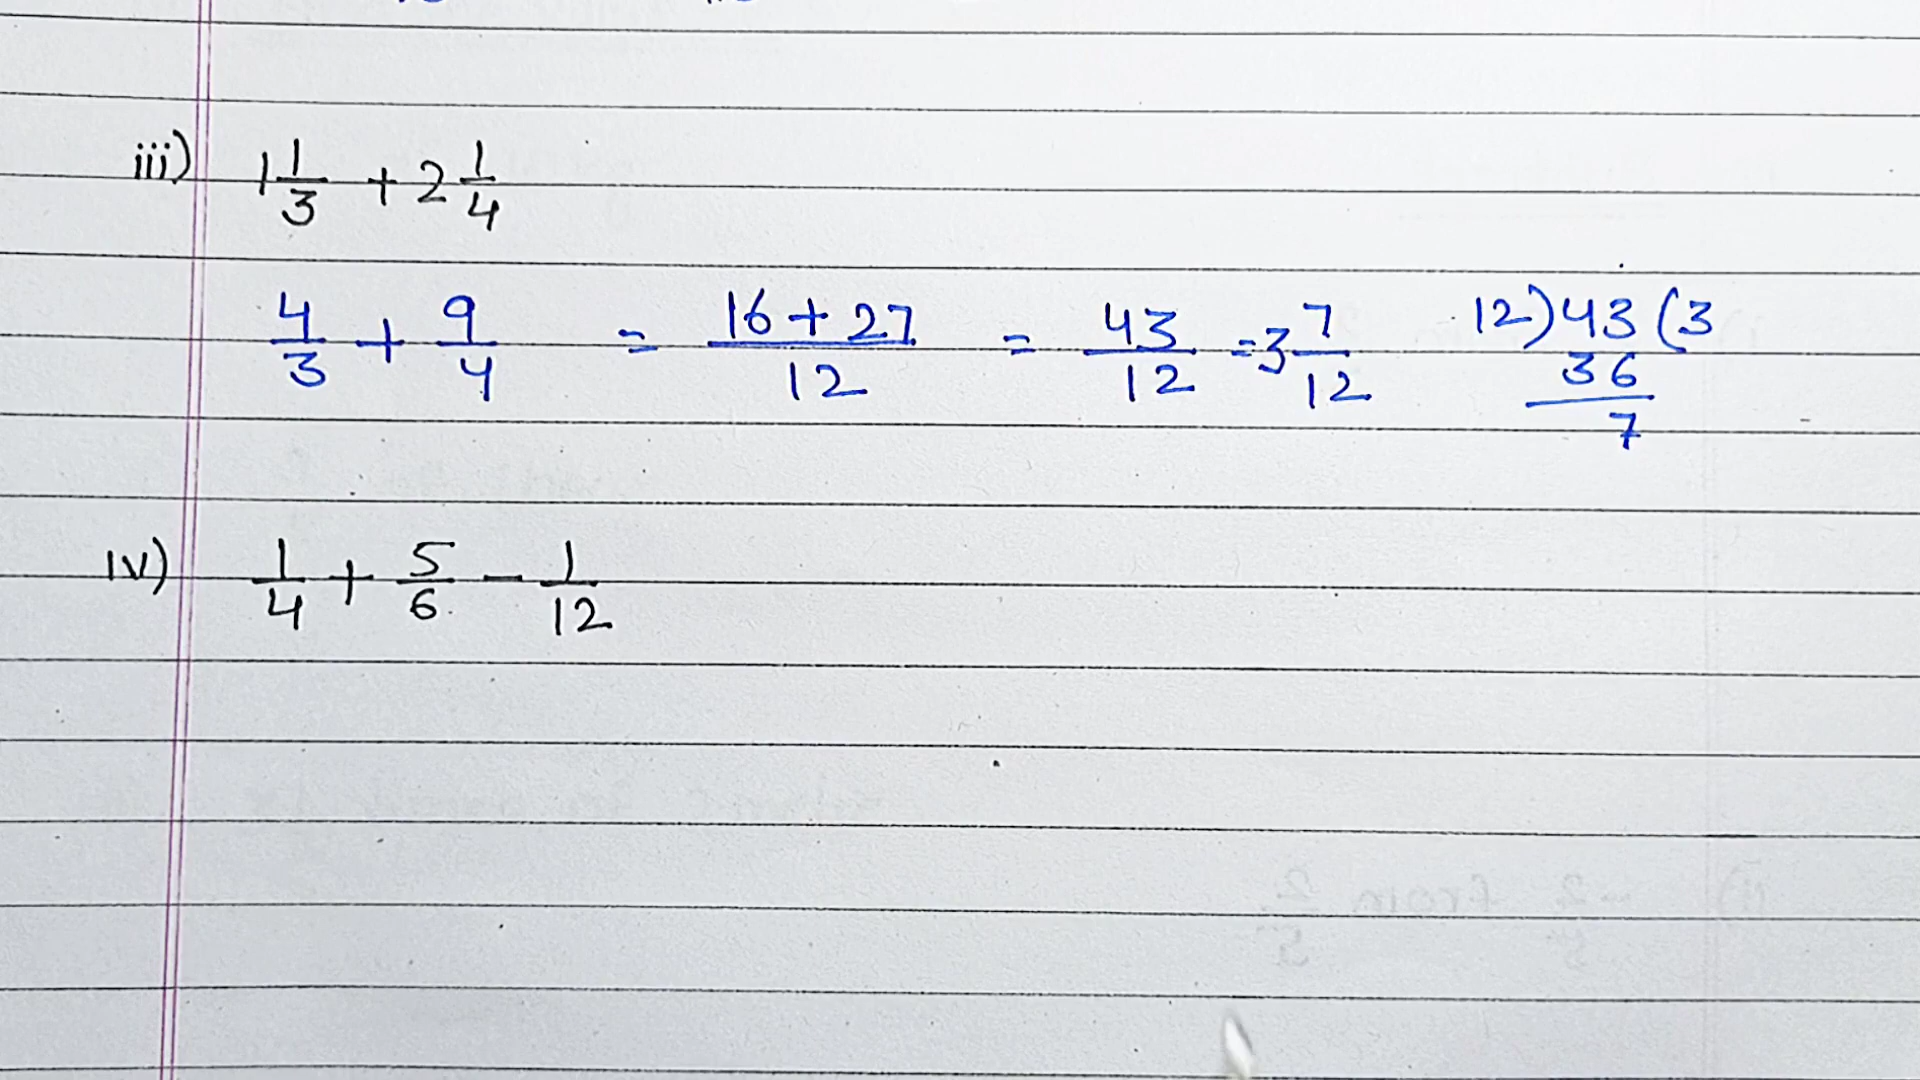 iii) 1 1/3 + 2 1/4
4/3 + 9/4 = 16+27/12 = 43/12 = 3 7/12 12)43(3
36
7
iv) 1/4 + 5/6 - 1/12